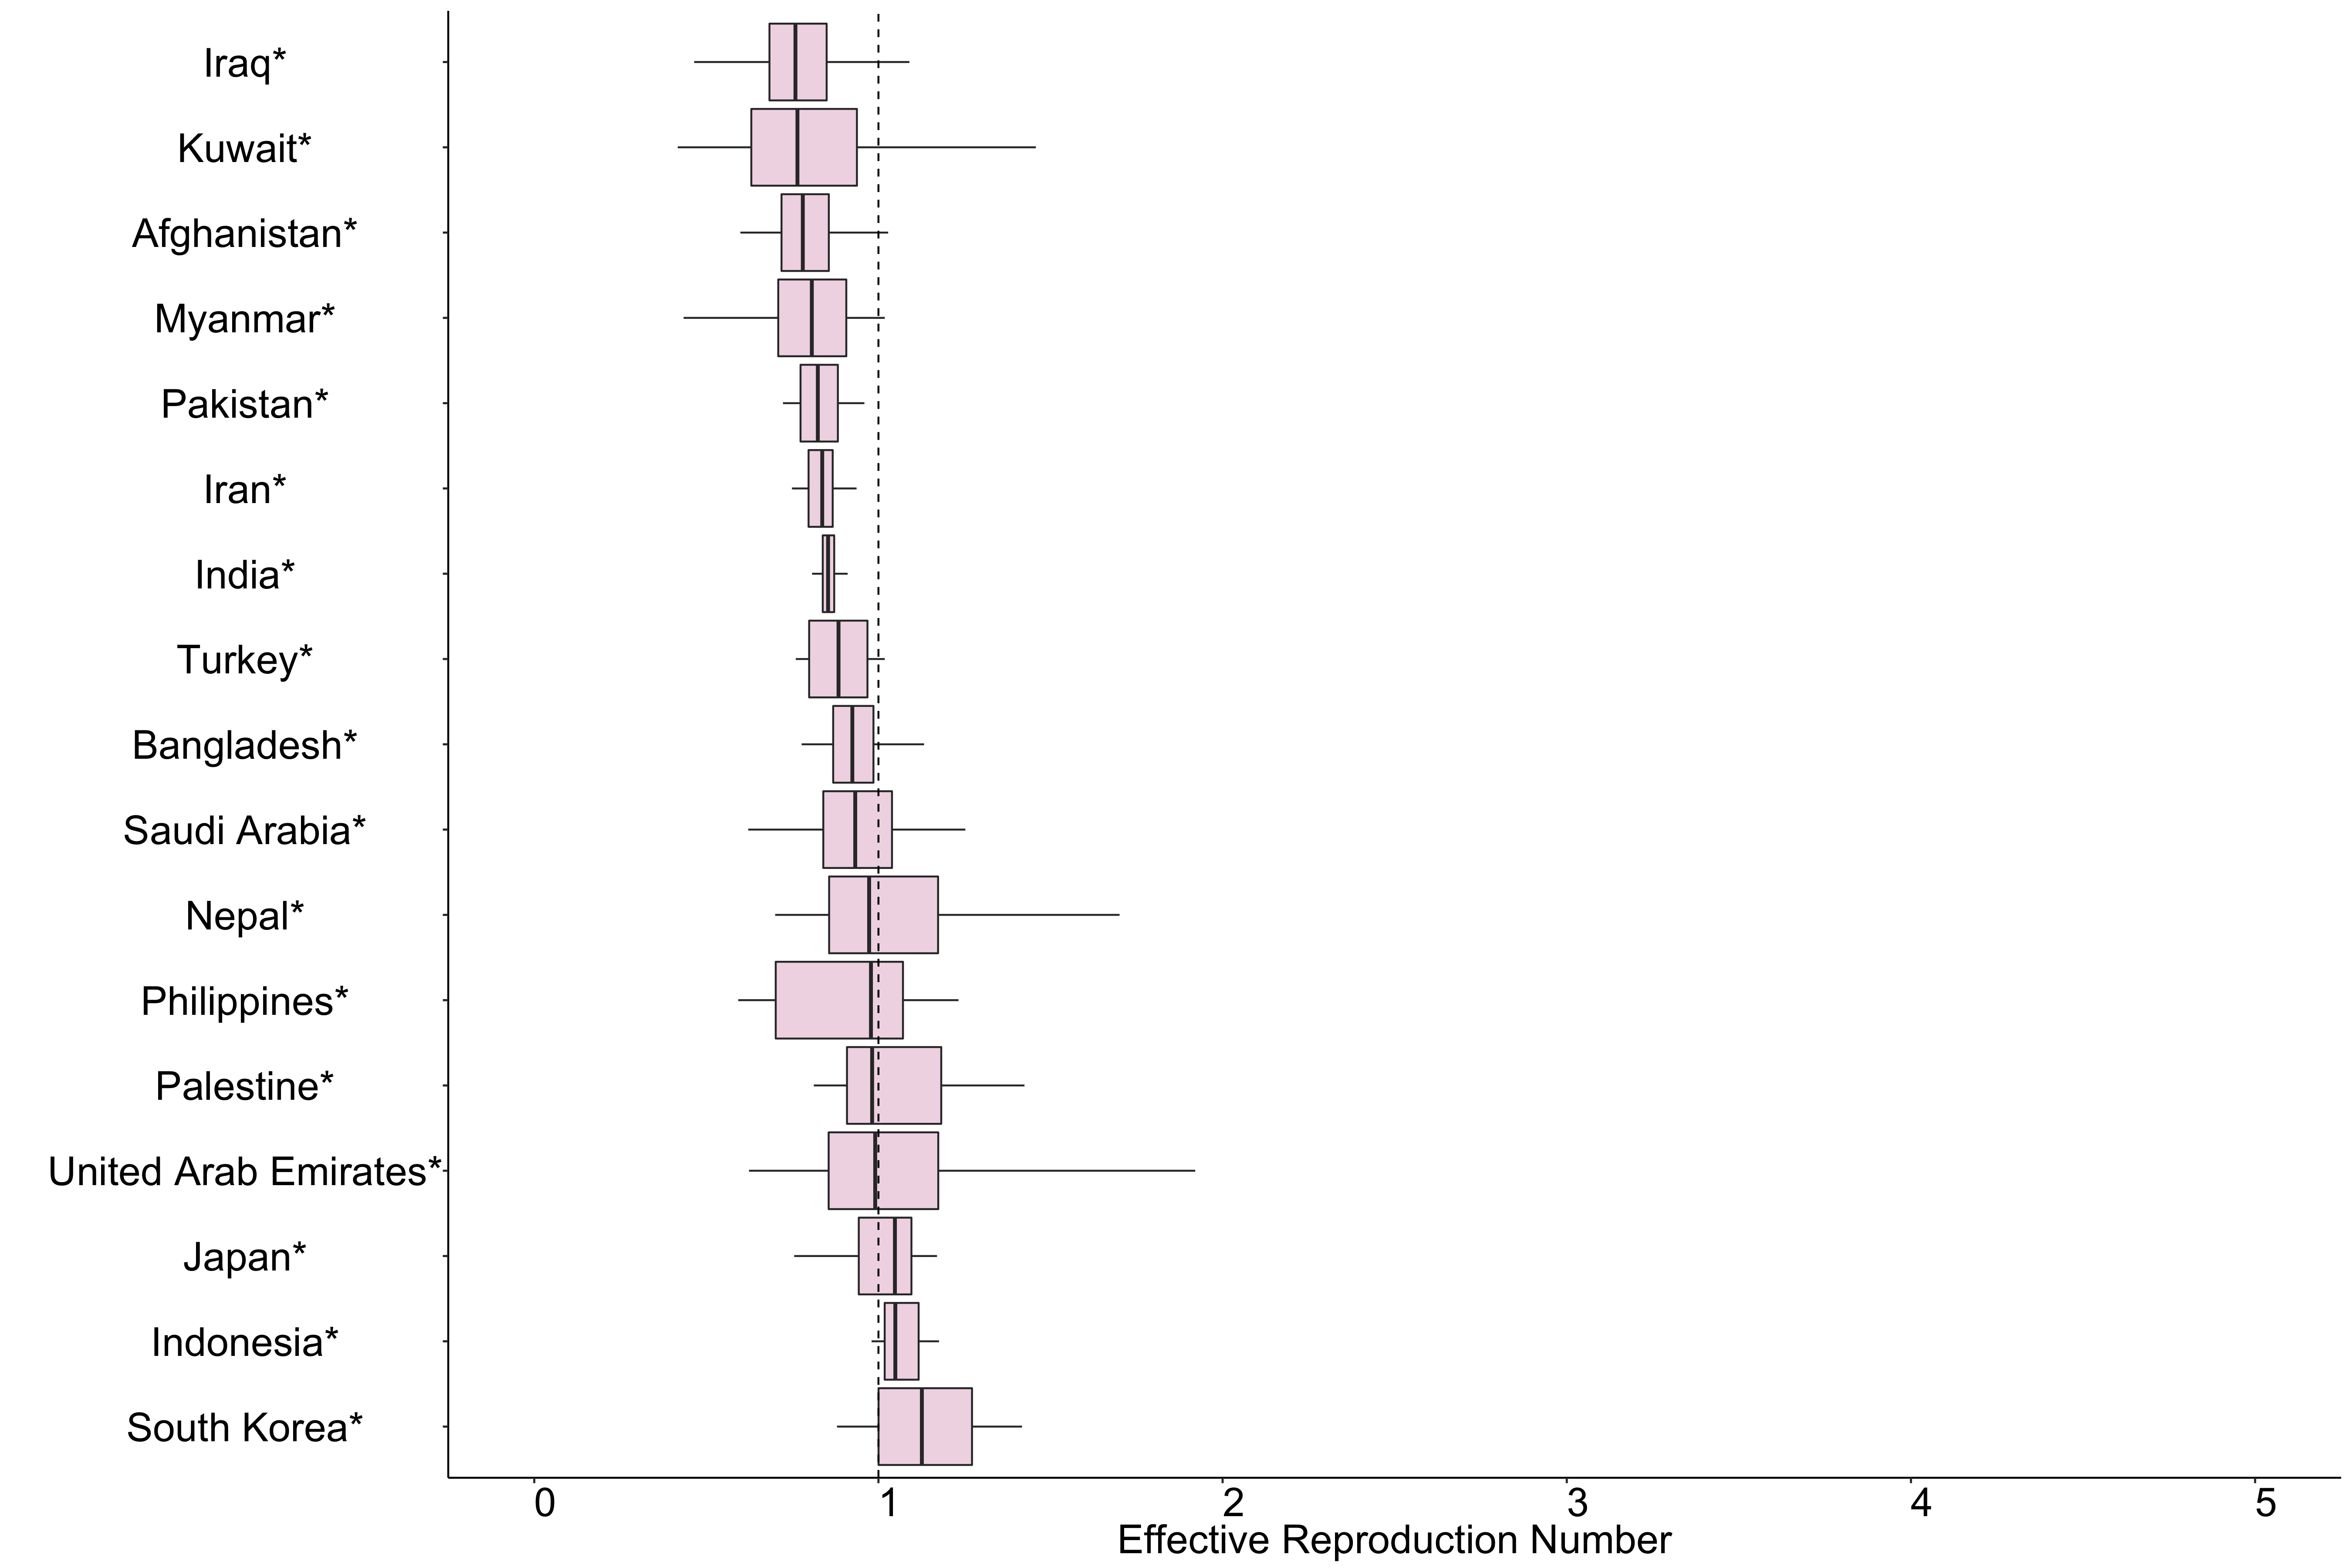 Iraq*
Kuwait*
Afghanistan*
Myanmar*
Pakistan*
Iran*
India*
Turkey*
Bangladesh*
Saudi Arabia*
Nepal*
Philippines*
Palestine*
United Arab Emirates*
Japan*
Indonesia*
South Korea*
0 1 2 3 4 5
Effective Reproduction Number